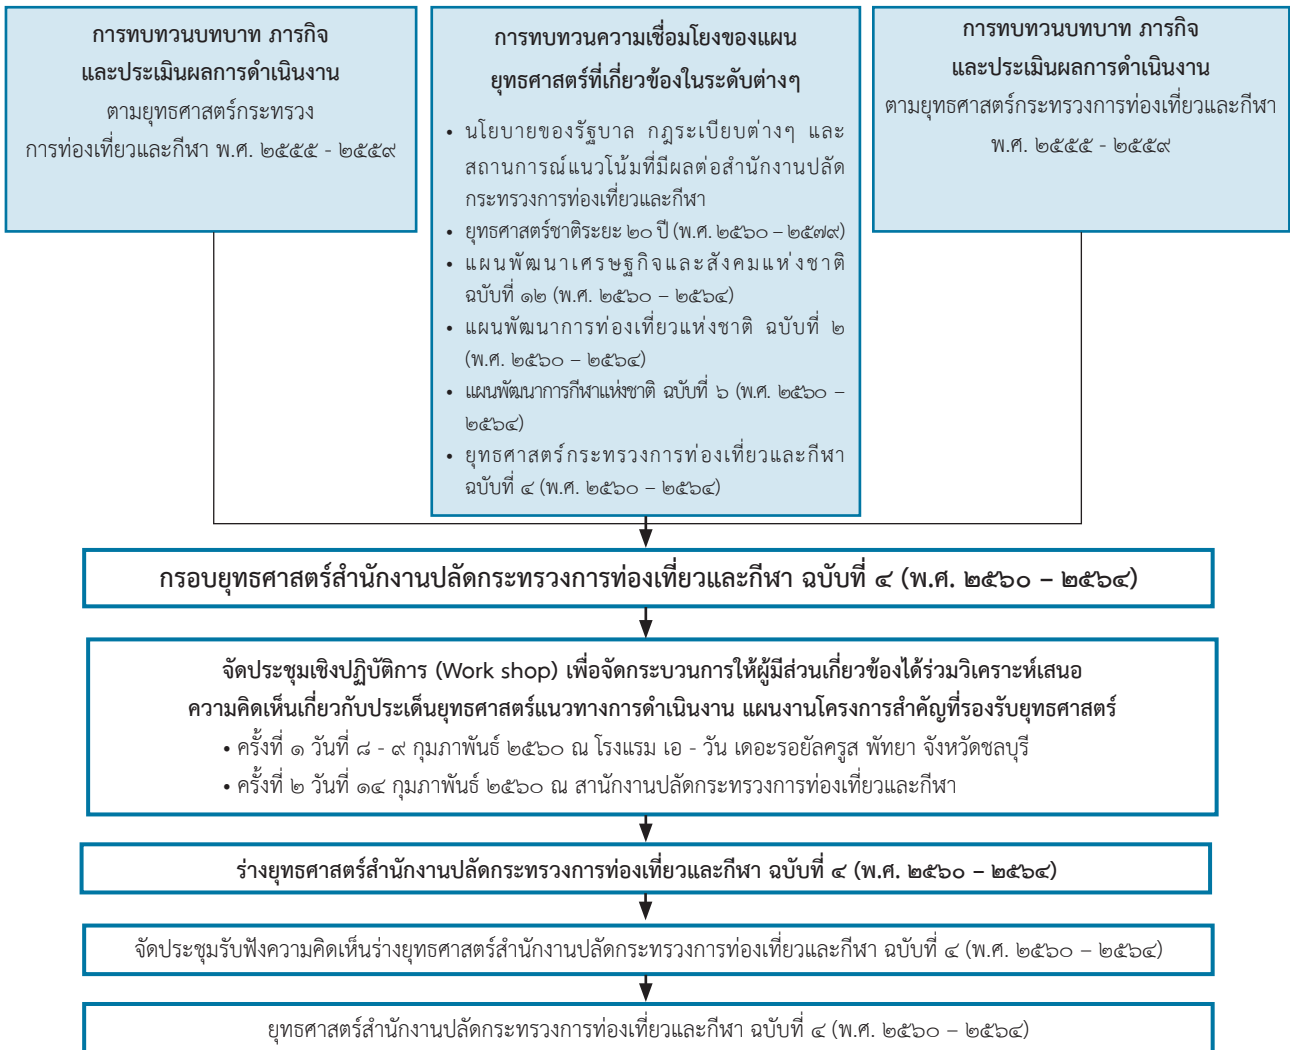 การทบทวนบทบาท ภารกิจ
และประเมินผลการดำเนินงาน
ตามยุทธศาสตร์กระทรวง
การท่องเที่ยวและกีฬา พ.ศ. ๒๕๕๕ - ๒๕๕๙
การทบทวนความเชื่อมโยงของแผน
ยุทธศาสตร์ที่เกี่ยวข้องในระดับต่างๆ
• นโยบายของรัฐบาล กฎระเบียบต่างๆ และ
สถานการณ์แนวโน้มที่มีผลต่อสำนักงานปลัด
กระทรวงการท่องเที่ยวและกีฬา
• ยุทธศาสตร์ชาติระยะ ๒๐ ปี (พ.ศ. ๒๕๖๐ – ๒๕๗๙)
• แผนพัฒนาเศรษฐกิจและสังคมแห่งชาติ
ฉบับที่ ๑๒ (พ.ศ. ๒๕๖๐ – ๒๕๖๔)
• แผนพัฒนาการท่องเที่ยวแห่งชาติ ฉบับที่ ๒
(พ.ศ. ๒๕๖๐ – ๒๕๖๔)
• แผนพัฒนาการกีฬาแห่งชาติ ฉบับที่ ๖ (พ.ศ. ๒๕๖๐ –
๒๕๖๔)
• ยุทธศาสตร์กระทรวงการท่องเที่ยวและกีฬา
ฉบับที่ ๔ (พ.ศ. ๒๕๖๐ – ๒๕๖๔)
การทบทวนบทบาท ภารกิจ
และประเมินผลการดำเนินงาน
ตามยุทธศาสตร์กระทรวงการท่องเที่ยวและกีฬา
พ.ศ. ๒๕๕๕ - ๒๕๕๙
กรอบยุทธศาสตร์สำนักงานปลัดกระทรวงการท่องเที่ยวและกีฬา ฉบับที่ ๔ (พ.ศ. ๒๕๖๐ – ๒๕๖๔)
จัดประชุมเชิงปฏิบัติการ (Work shop) เพื่อจัดกระบวนการให้ผู้มีส่วนเกี่ยวข้องได้ร่วมวิเคราะห์เสนอ
ความคิดเห็นเกี่ยวกับประเด็นยุทธศาสตร์แนวทางการดำเนินงาน แผนงานโครงการสำคัญที่รองรับยุทธศาสตร์
• ครั้งที่ ๑ วันที่ ๘ - ๙ กุมภาพันธ์ ๒๕๖๐ ณ โรงแรม เอ - วัน เดอะรอยัลครูส พัทยา จังหวัดชลบุรี
• ครั้งที่ ๒ วันที่ ๑๔ กุมภาพันธ์ ๒๕๖๐ ณ สานักงานปลัดกระทรวงการท่องเที่ยวและกีฬา
ร่างยุทธศาสตร์สำนักงานปลัดกระทรวงการท่องเที่ยวและกีฬา ฉบับที่ ๔ (พ.ศ. ๒๕๖๐ – ๒๕๖๔)
จัดประชุมรับฟังความคิดเห็นร่างยุทธศาสตร์สำนักงานปลัดกระทรวงการท่องเที่ยวและกีฬา ฉบับที่ ๔ (พ.ศ. ๒๕๖๐ – ๒๕๖๔)
ยุทธศาสตร์สำนักงานปลัดกระทรวงการท่องเที่ยวและกีฬา ฉบับที่ ๔ (พ.ศ. ๒๕๖๐ – ๒๕๖๔)